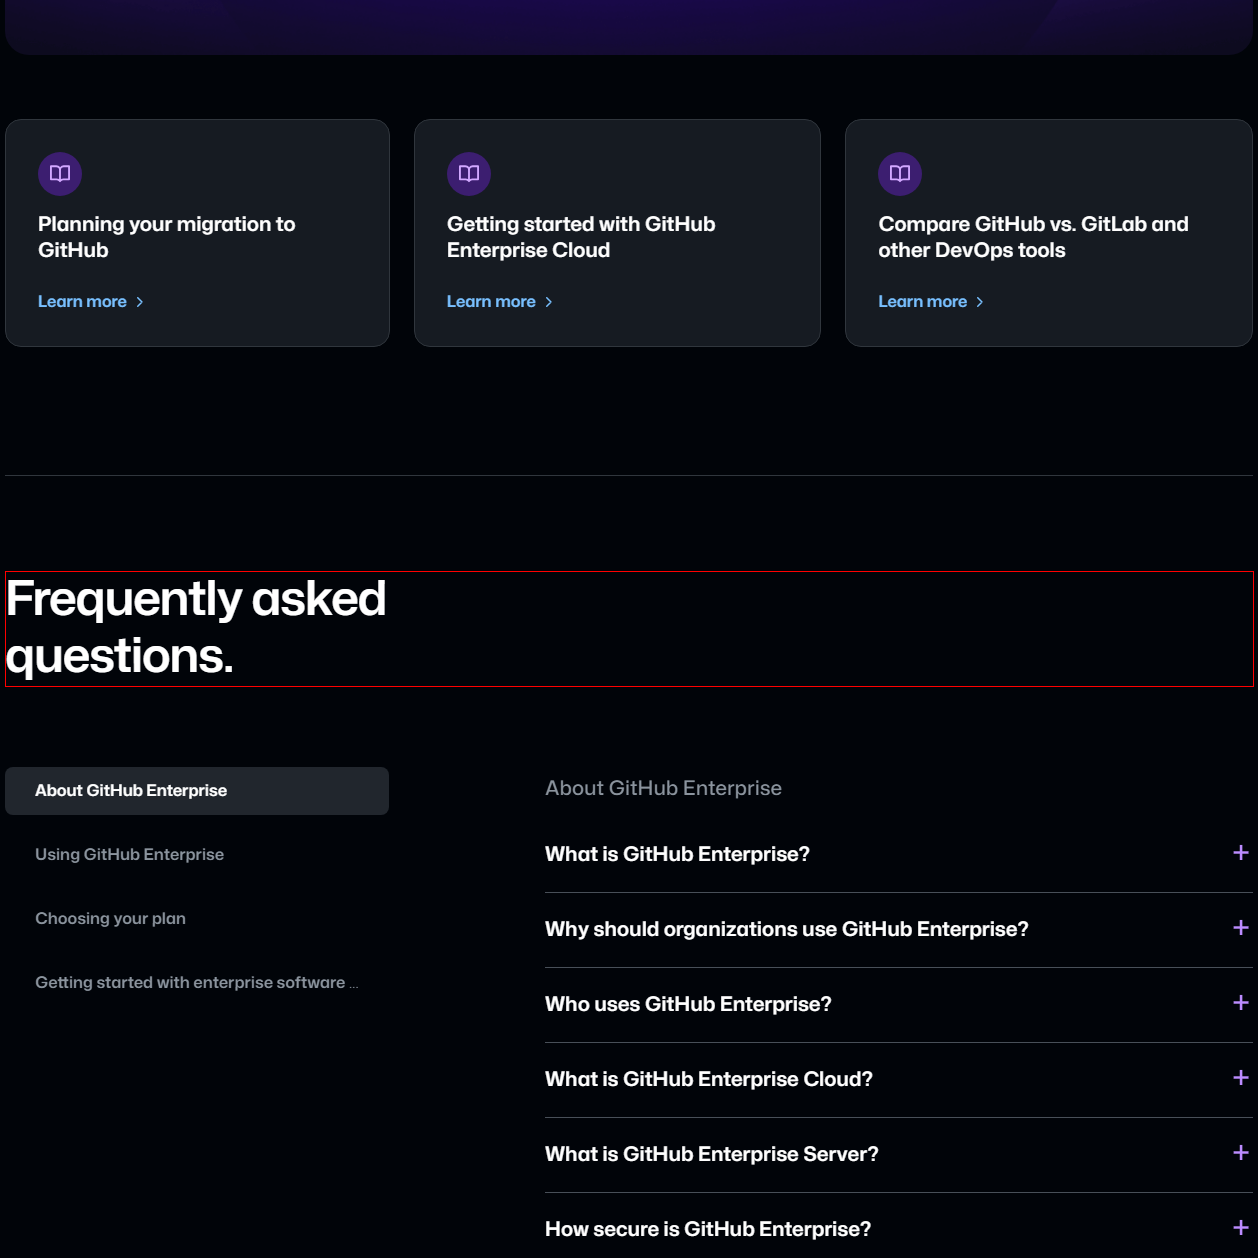 Planning your migration to
GitHub
Learn more
Getting started with GitHub
Enterprise Cloud
Learn more
Compare GitHub vs. GitLab and
other DevOps tools
Learn more
Frequently asked
questions.
About GitHub Enterprise
Using GitHub Enterprise
Choosing your plan
Getting started with enterprise software ...
About GitHub Enterprise
What is GitHub Enterprise?
Why should organizations use GitHub Enterprise?
Who uses GitHub Enterprise?
What is GitHub Enterprise Cloud?
What is GitHub Enterprise Server?
How secure is GitHub Enterprise?